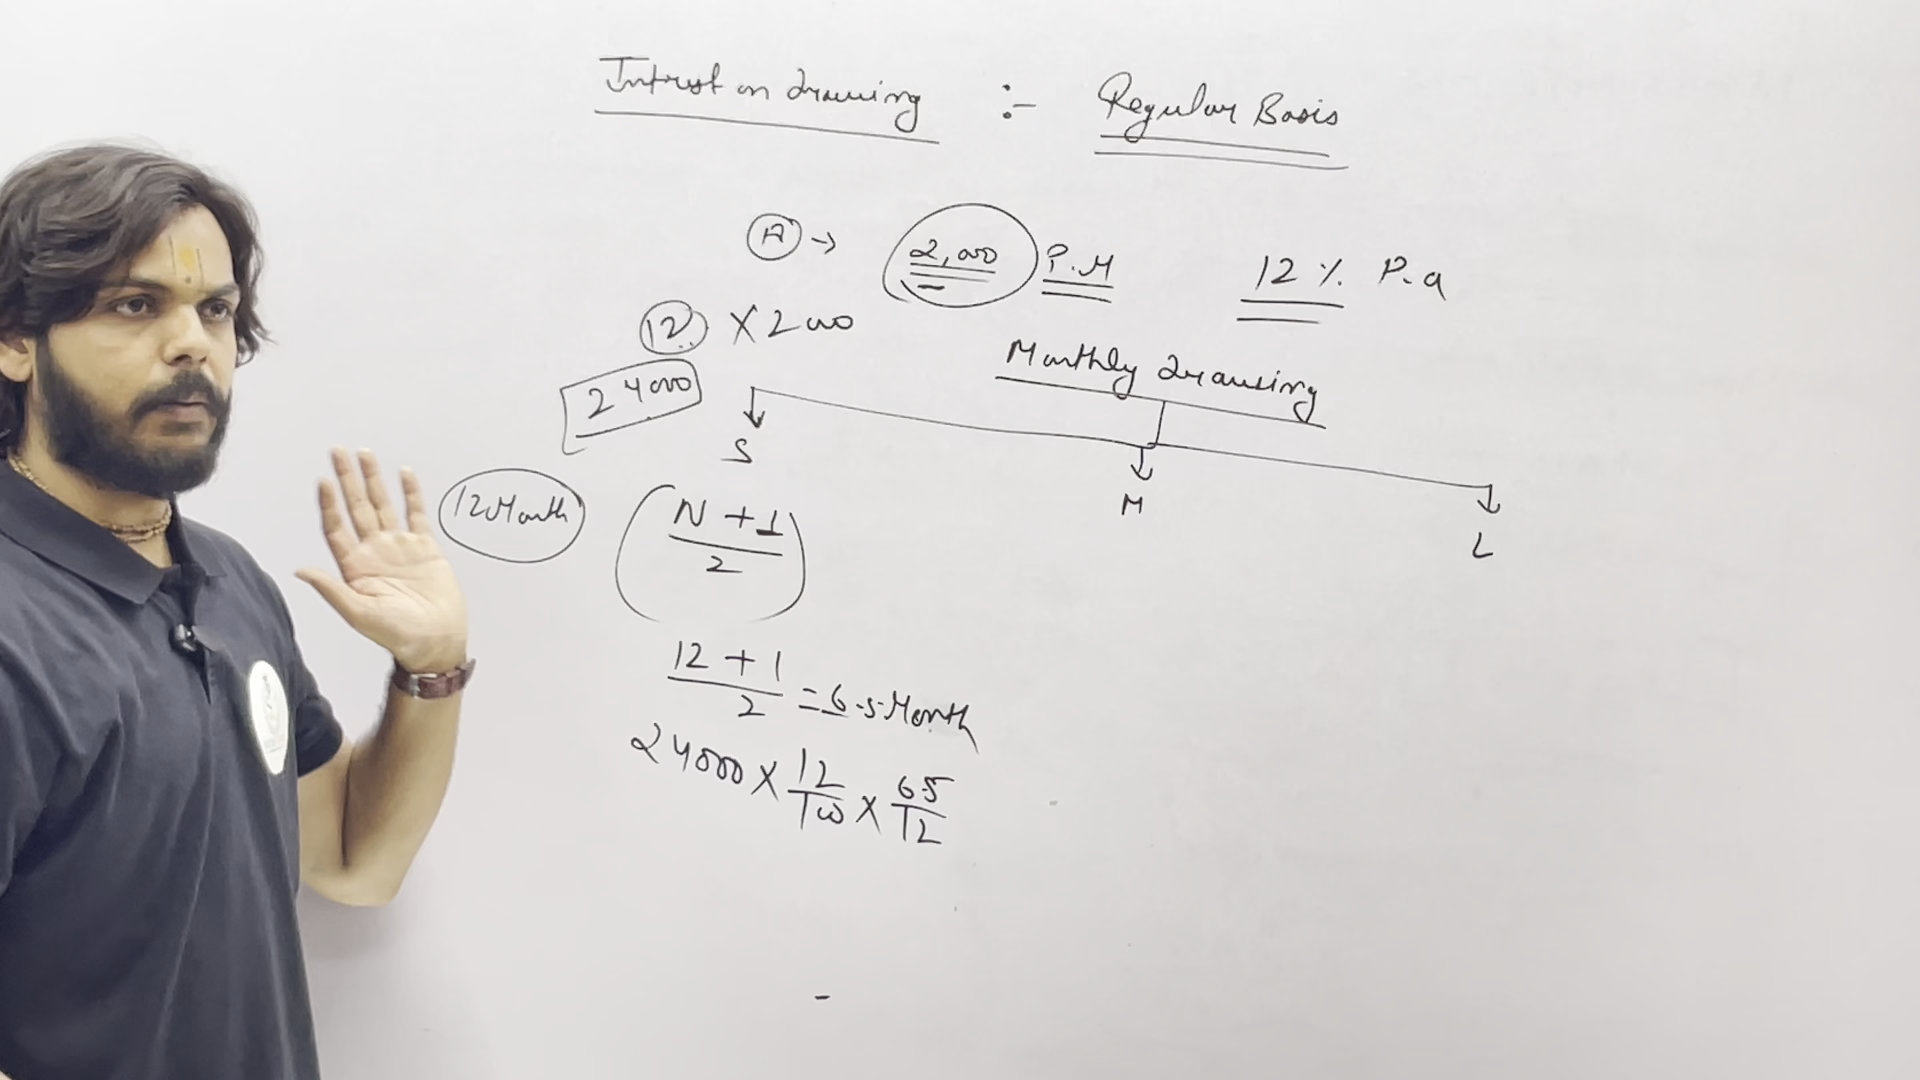 Intrest on drawing :- Regular Basis
A → 2,000 P.M 12 % P.a
12 X 2000
24000
Monthly drawing
S M L
12 Month
N + 1 / 2
12 + 1 / 2 = 6.5 Month
24000 X 12/100 X 6.5/12